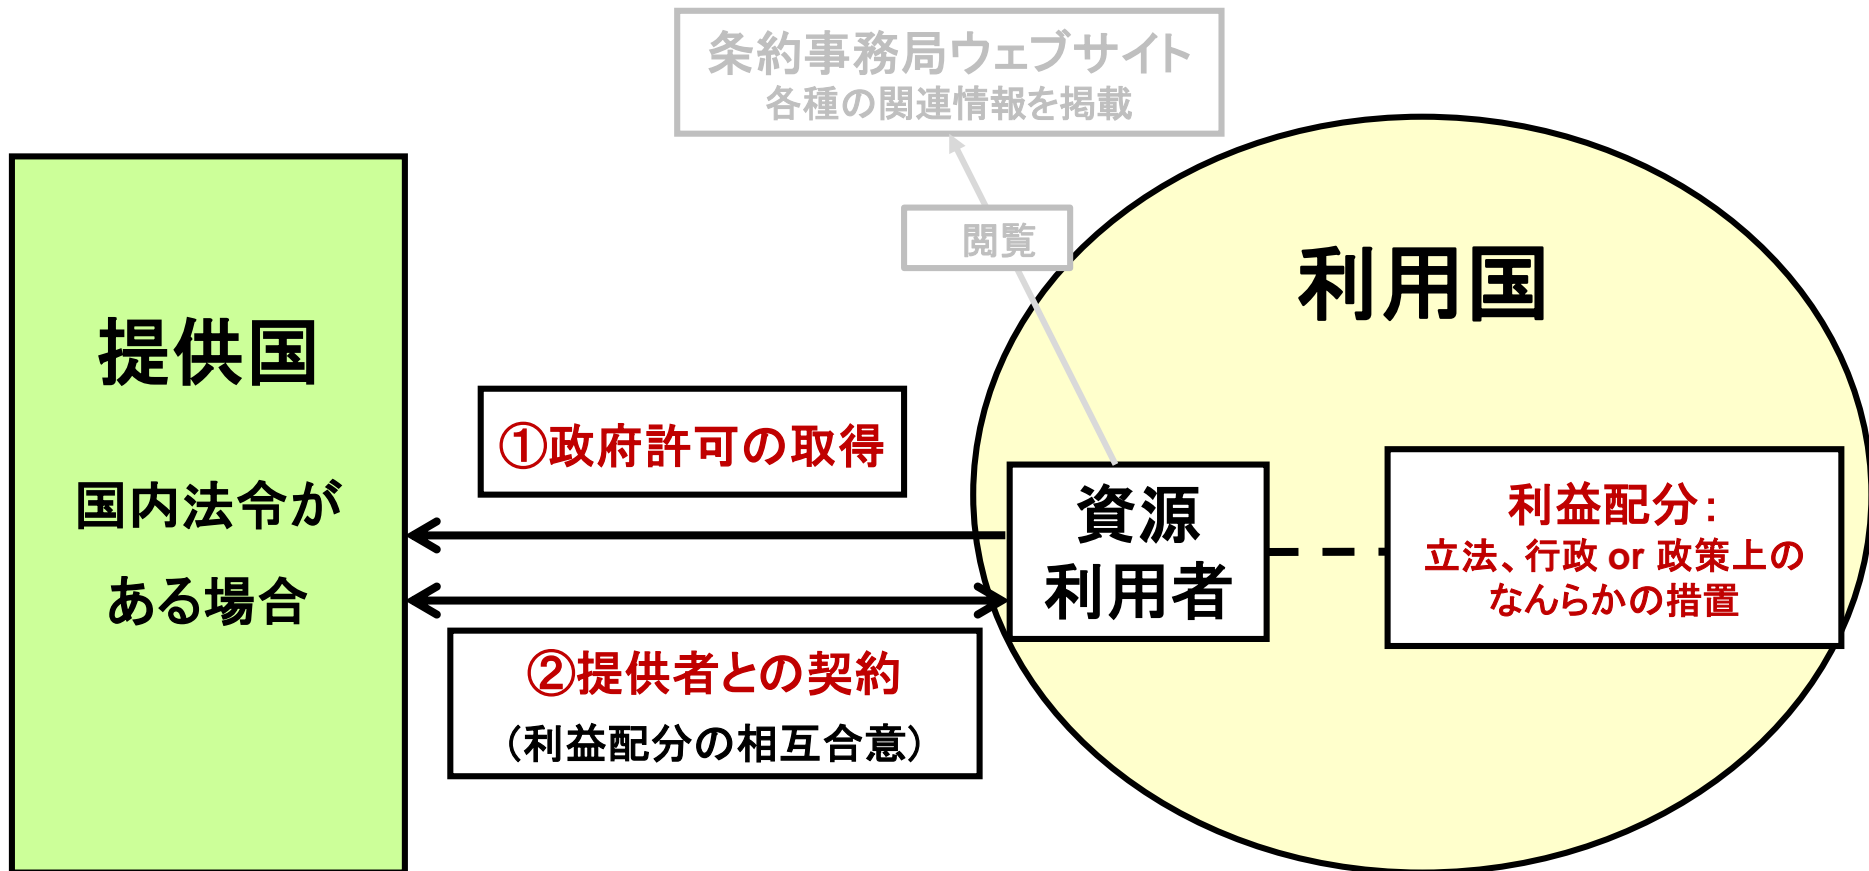 条約事務局ウェブサイト
各種の関連情報を掲載
閲覧
利用国
提供国
国内法令が
ある場合
①政府許可の取得
資源
利用者
利益配分:
立法、行政 or 政策上の
なんらかの措置
②提供者との契約
(利益配分の相互合意)